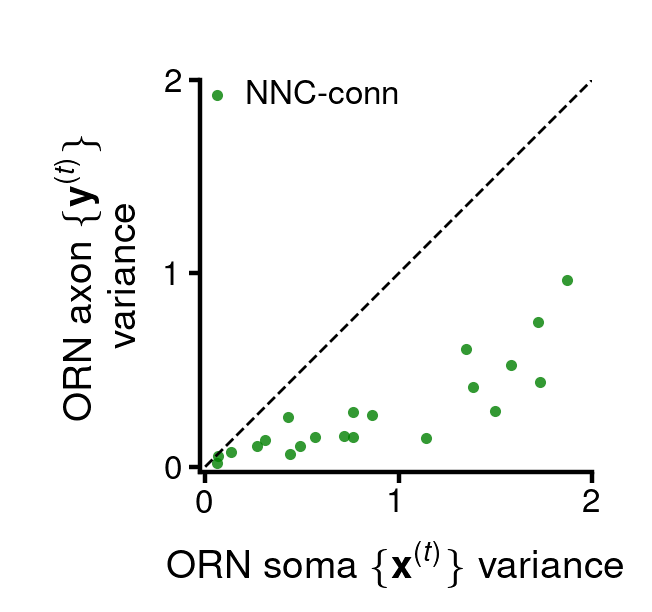 2
NNC-conn
ORN axon {y^(t)}
variance
1
0
0 1 2
ORN soma {x^(t)} variance